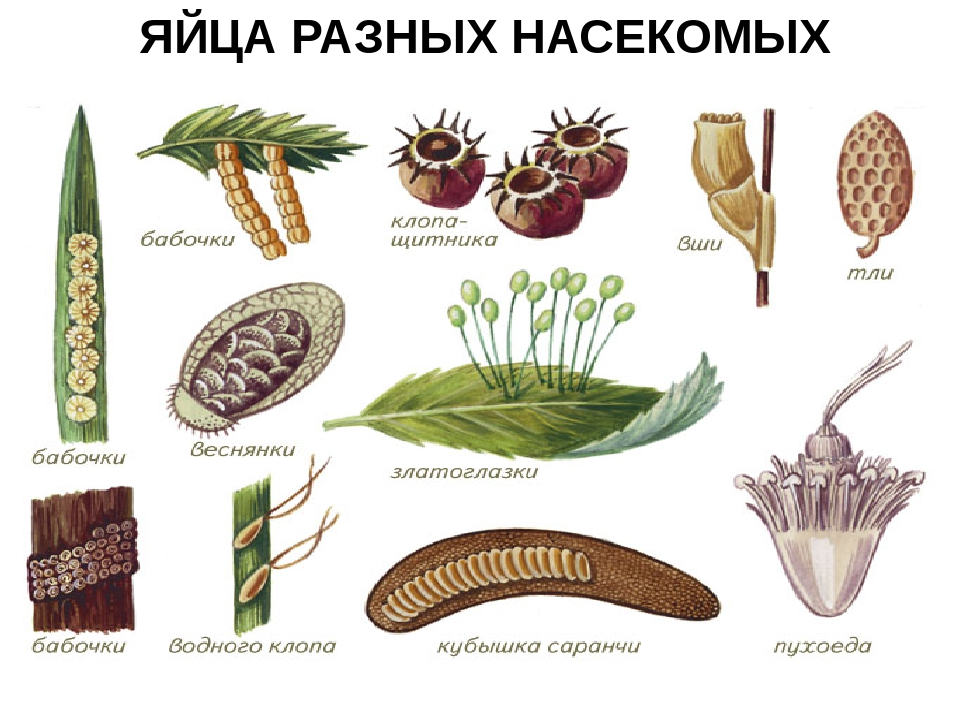 ЯЙЦА РАЗНЫХ НАСЕКОМЫХ
бабочки
клопа-
щитника
вши
тли
бабочки
веснянки
златоглазки
бабочки
водного клопа
кубышка саранчи
пухоеда